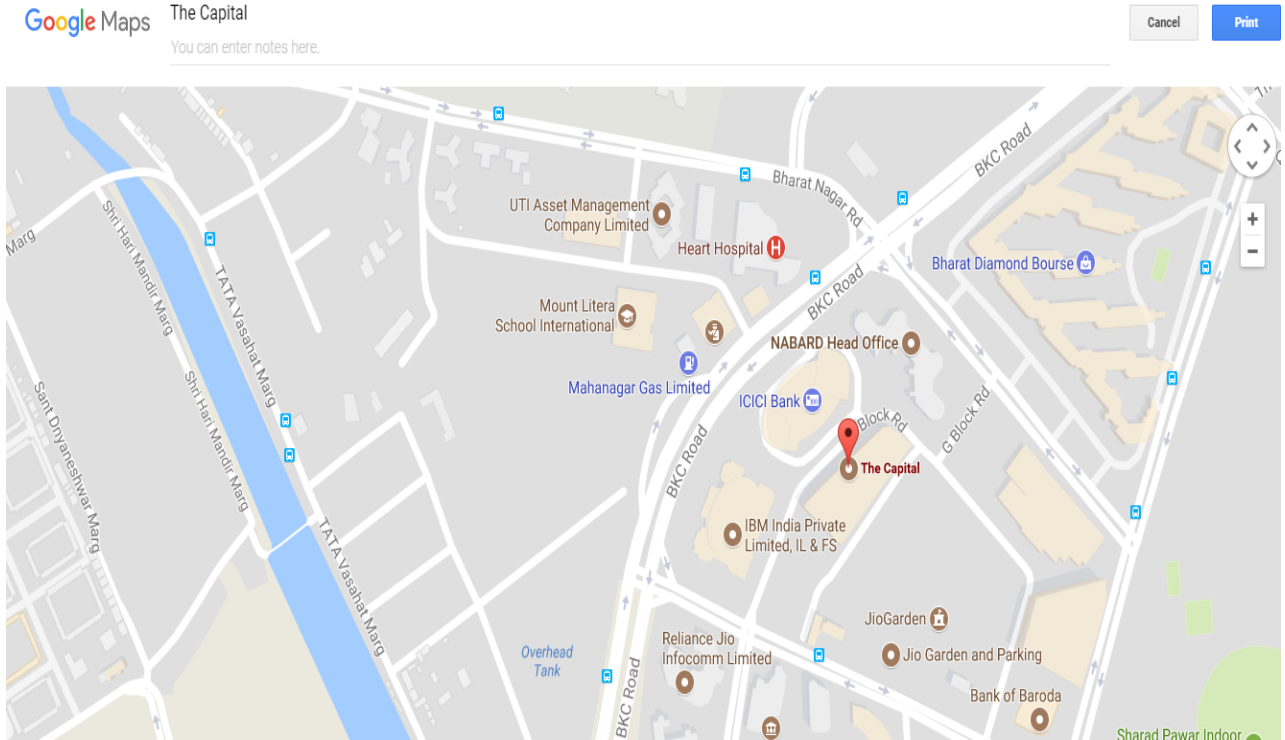 Google Maps
The Capital
You can enter notes here.
Cancel
Print
BKC Road
Bharat Nagar Rd
UTI Asset Management
Company Limited
Heart Hospital
H
Marg
Shri Hari Mandir Marg
TATA Vasahat Marg
Bharat Diamond Bourse
+
−
BKC Road
Mount Litera
School International
NABARD Head Office
Mahanagar Gas Limited
ICICI Bank
Block Rd
G Block Rd
Shri Hari Mandir Marg
Sant Dnyaneshwar Marg
BKC Road
The Capital
IBM India Private
Limited, IL & FS
TATA Vasahat Marg
JioGarden
Reliance Jio
Infocomm Limited
Jio Garden and Parking
Overhead
Tank
BKC Road
Bank of Baroda
Sharad Pawar Indoor